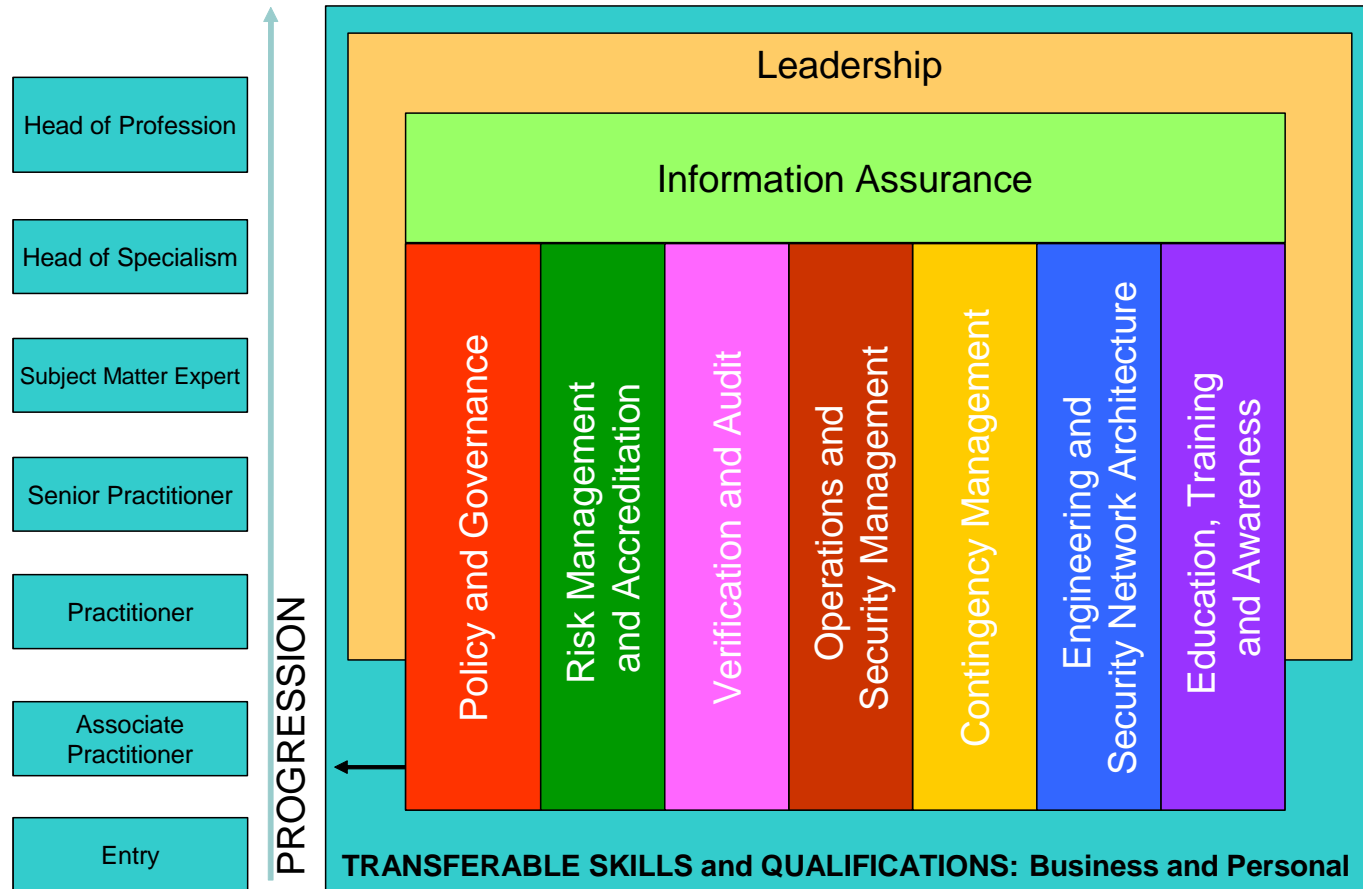 Head of Profession
Head of Specialism
Subject Matter Expert
Senior Practitioner
Practitioner
Associate
Practitioner
Entry
PROGRESSION
Leadership
Information Assurance
Policy and Governance
Risk Management
and Accreditation
Verification and Audit
Operations and
Security Management
Contingency Management
Engineering and
Security Network Architecture
Education, Training
and Awareness
TRANSFERABLE SKILLS and QUALIFICATIONS: Business and Personal